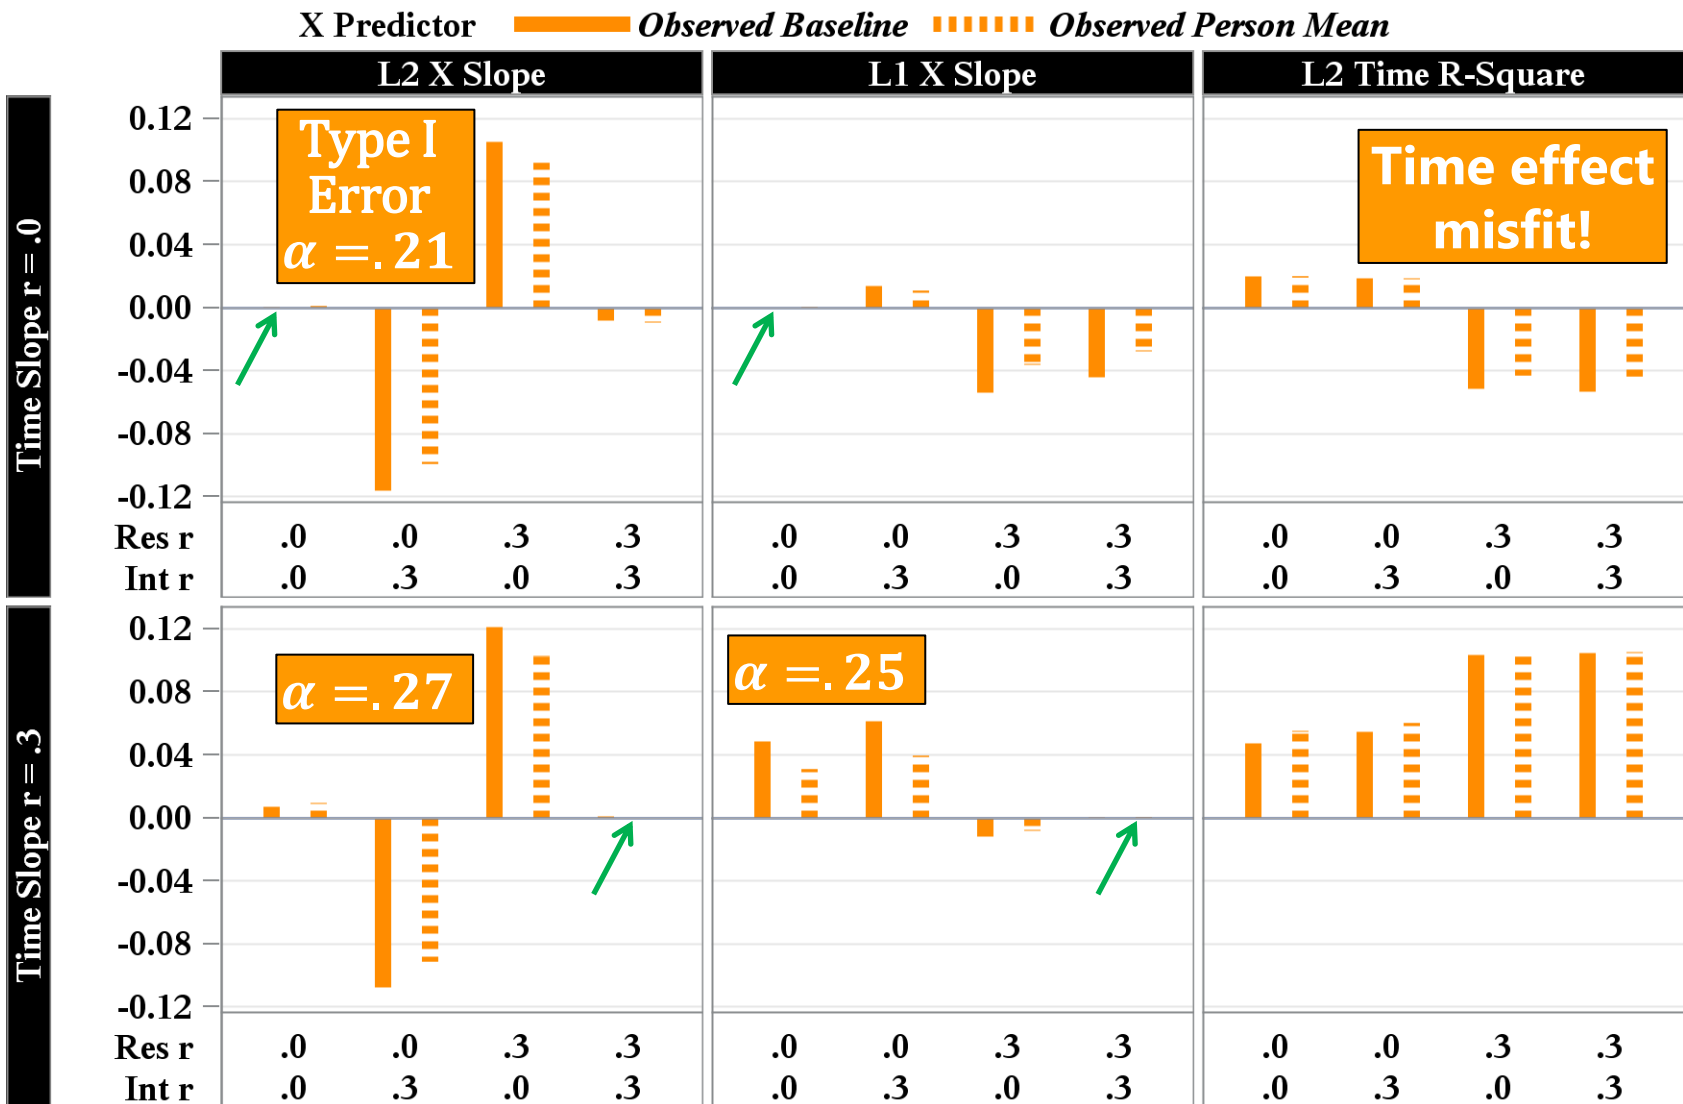 X Predictor Observed Baseline Observed Person Mean
L2 X Slope L1 X Slope L2 Time R-Square
Time Slope r = .0
0.12
0.08
0.04
0.00
-0.04
-0.08
-0.12
Type I
Error
α =. 21
Time effect
misfit!
Res r .0 .0 .3 .3 .0 .0 .3 .3 .0 .0 .3 .3
Int r .0 .3 .0 .3 .0 .3 .0 .3 .0 .3 .0 .3
Time Slope r = .3
0.12
0.08
0.04
0.00
-0.04
-0.08
-0.12
α =. 27
α =. 25
Res r .0 .0 .3 .3 .0 .0 .3 .3 .0 .0 .3 .3
Int r .0 .3 .0 .3 .0 .3 .0 .3 .0 .3 .0 .3